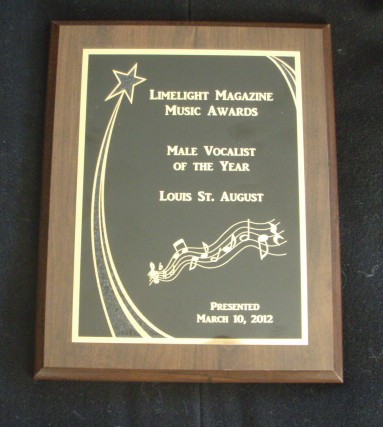 Limelight Magazine
Music Awards
Male Vocalist
of the Year
Louis St. August
Presented
March 10, 2012